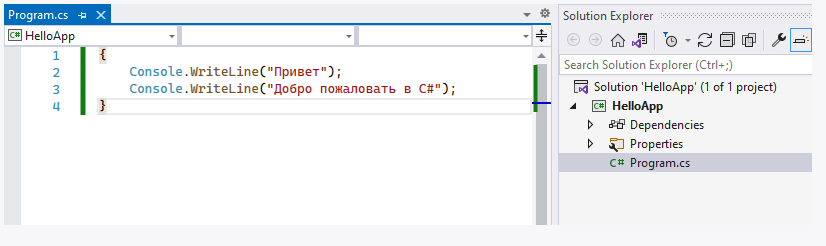 Program.cs
HelloApp
1 {
2 Console.WriteLine("Привет");
3 Console.WriteLine("Добро пожаловать в C#");
4 }
Solution Explorer
Search Solution Explorer (Ctrl+;)
Solution 'HelloApp' (1 of 1 project)
C# HelloApp
Dependencies
Properties
C# Program.cs